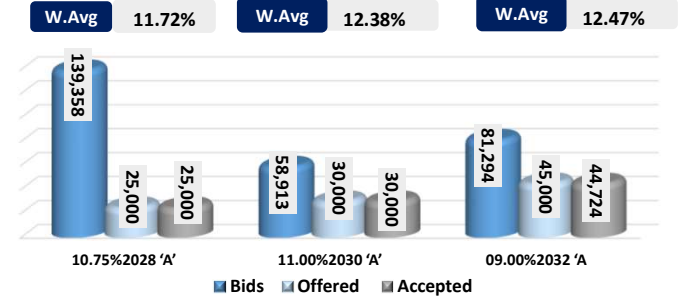 W.Avg 11.72% W.Avg 12.38% W.Avg 12.47%
139,358 25,000 25,000 58,913 30,000 30,000 81,294 45,000 44,724
10.75%2028 ‘A’ 11.00%2030 ‘A’ 09.00%2032 ‘A
Bids Offered Accepted